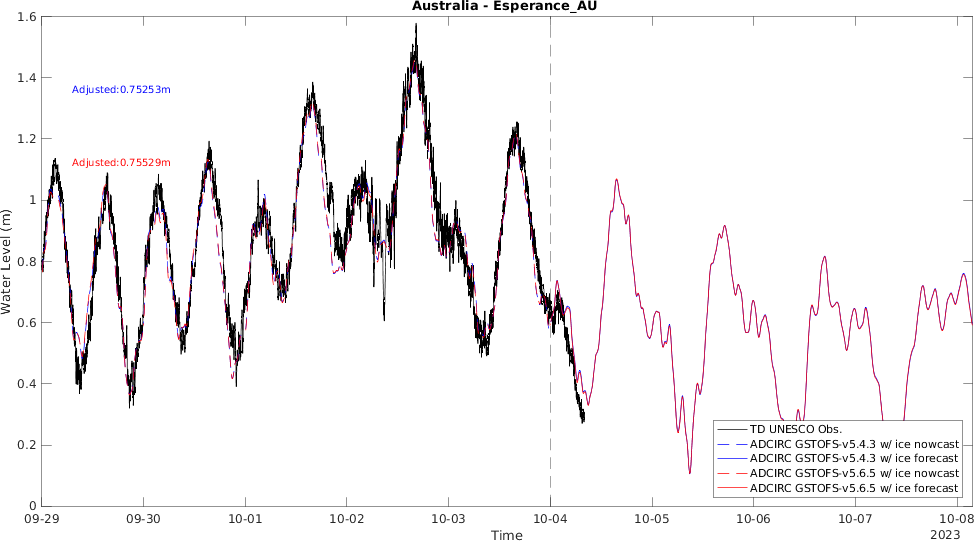 Australia - Esperance_AU
1.6
1.4
Adjusted:0.75253m
1.2
Adjusted:0.75529m
1
0.8
0.6
0.4
0.2
0
Water Level (m)
TD UNESCO Obs.
ADCIRC GSTOFS-v5.4.3 w/ ice nowcast
ADCIRC GSTOFS-v5.4.3 w/ ice forecast
ADCIRC GSTOFS-v5.6.5 w/ ice nowcast
ADCIRC GSTOFS-v5.6.5 w/ ice forecast
09-29 09-30 10-01 10-02 10-03 10-04 10-05 10-06 10-07 10-08
Time
2023